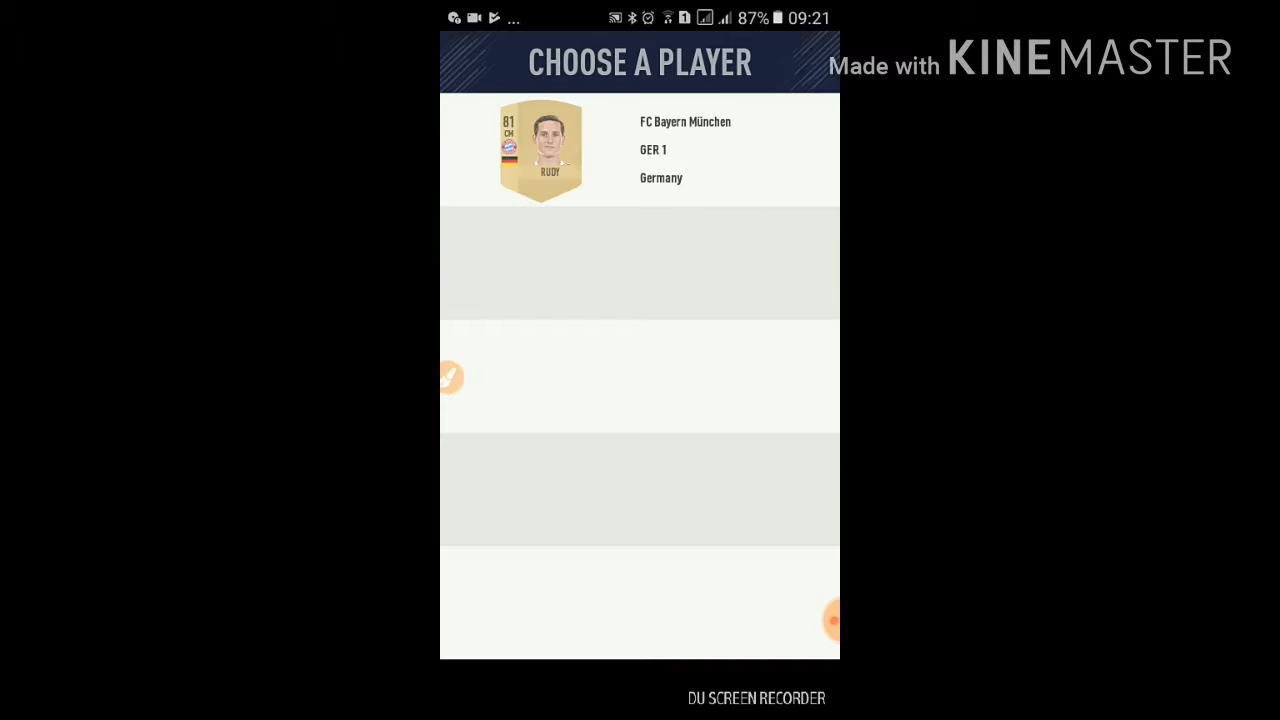 ... 1 87% 09:21
CHOOSE A PLAYER
Made with KINEMASTER
81
CM
RUDY
FC Bayern München
GER 1
Germany
DU SCREEN RECORDER